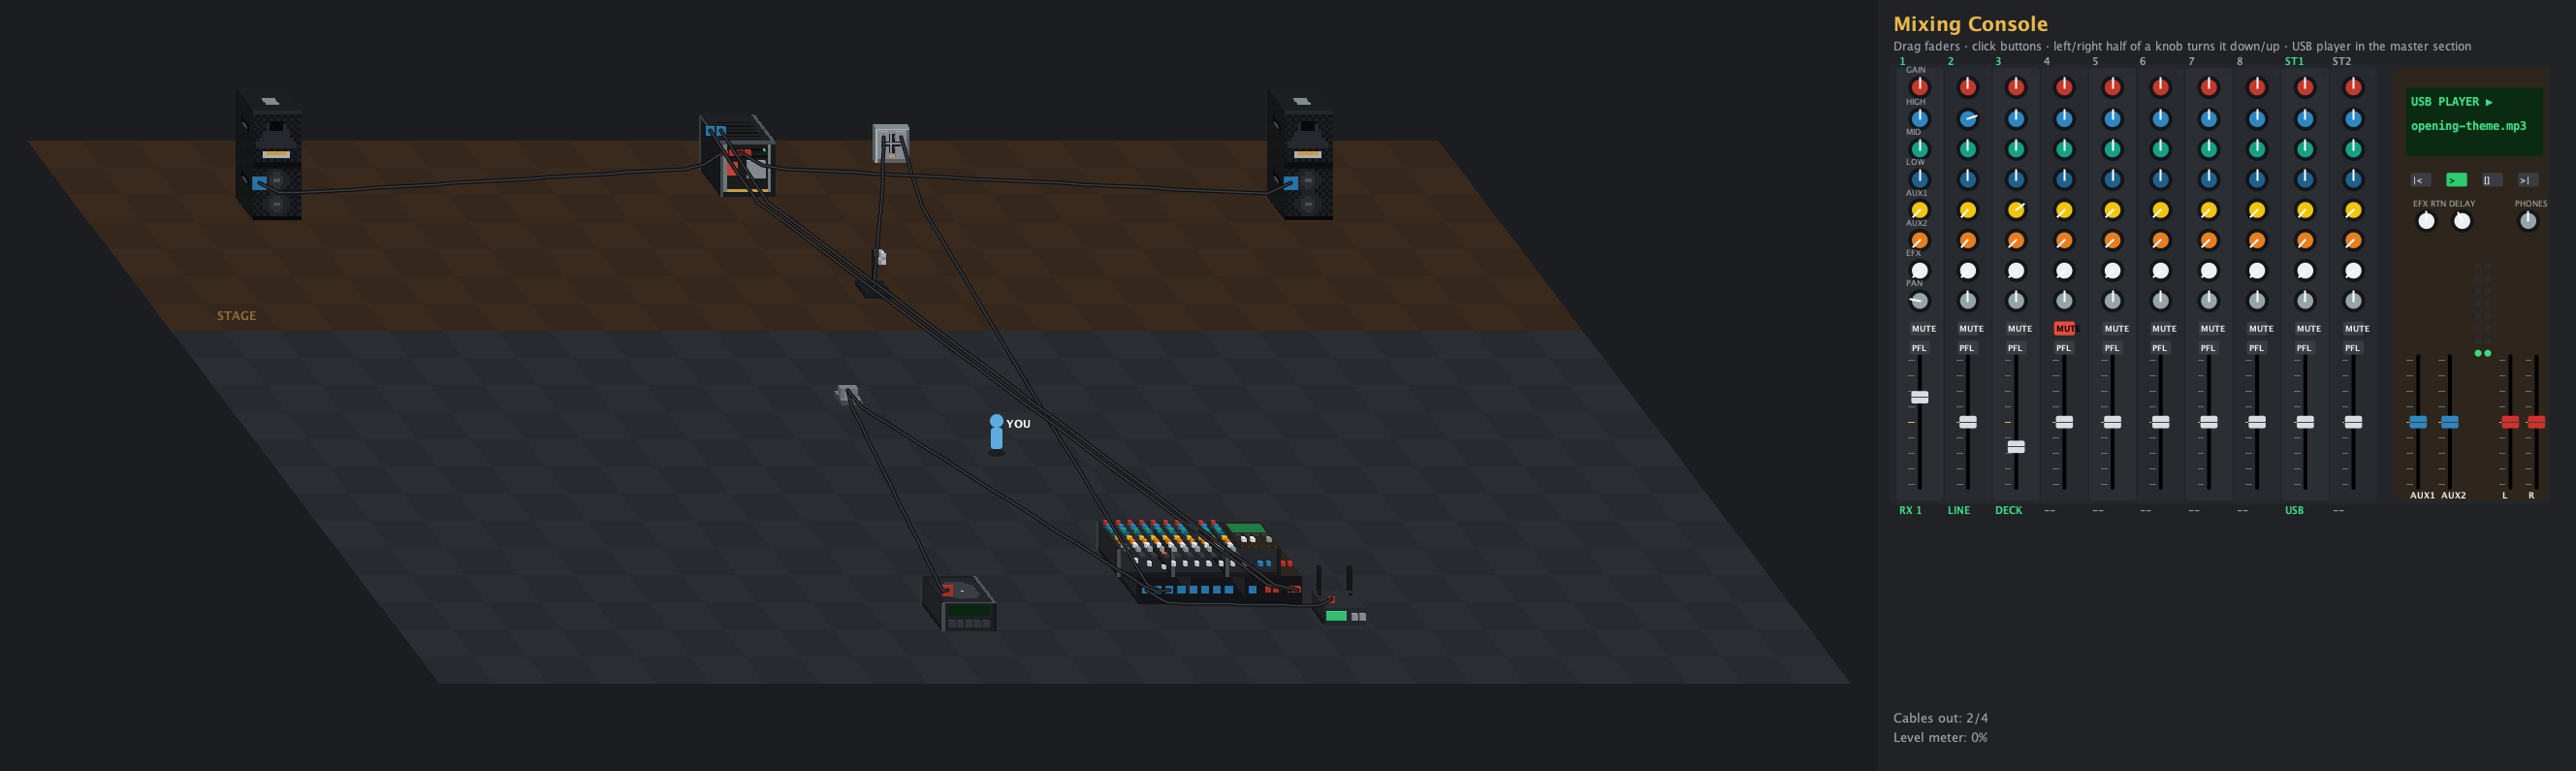 Mixing Console
Drag faders · click buttons · left/right half of a knob turns it down/up · USB player in the master section
1 2 3 4 5 6 7 8 ST1 ST2
GAIN
HIGH
MID
LOW
AUX1
AUX2
EFX
PAN
MUTE MUTE MUTE MUTE MUTE MUTE MUTE MUTE MUTE MUTE
PFL PFL PFL PFL PFL PFL PFL PFL PFL PFL
RX 1 LINE DECK -- -- -- -- -- USB --
USB PLAYER ▶
opening-theme.mp3
|< > [] >|
EFX RTN DELAY PHONES
AUX1 AUX2 L R
STAGE
YOU
Cables out: 2/4
Level meter: 0%